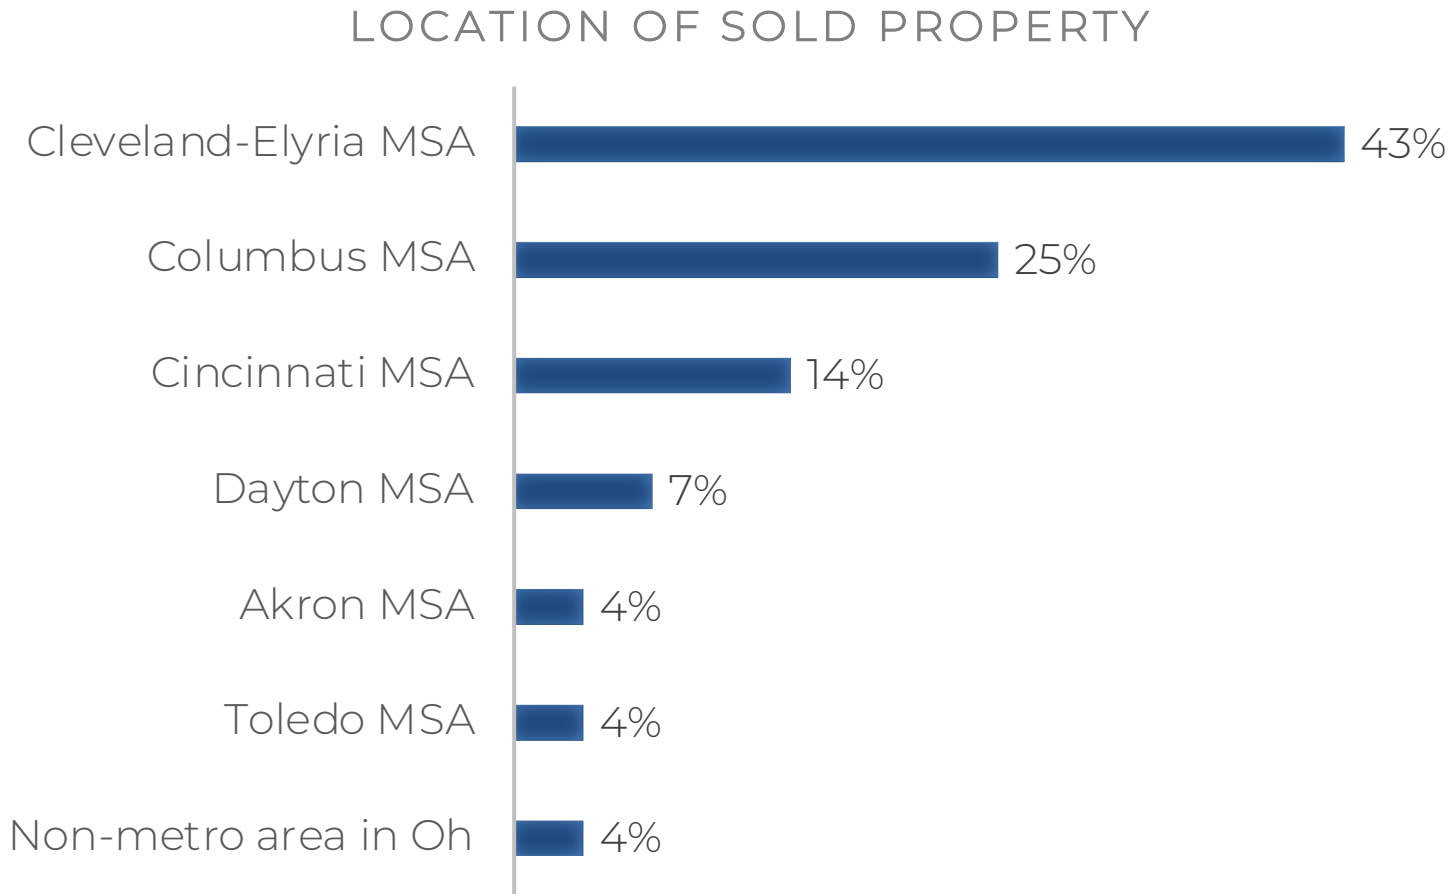 LOCATION OF SOLD PROPERTY
Cleveland-Elyria MSA 43%
Columbus MSA 25%
Cincinnati MSA 14%
Dayton MSA 7%
Akron MSA 4%
Toledo MSA 4%
Non-metro area in Oh 4%